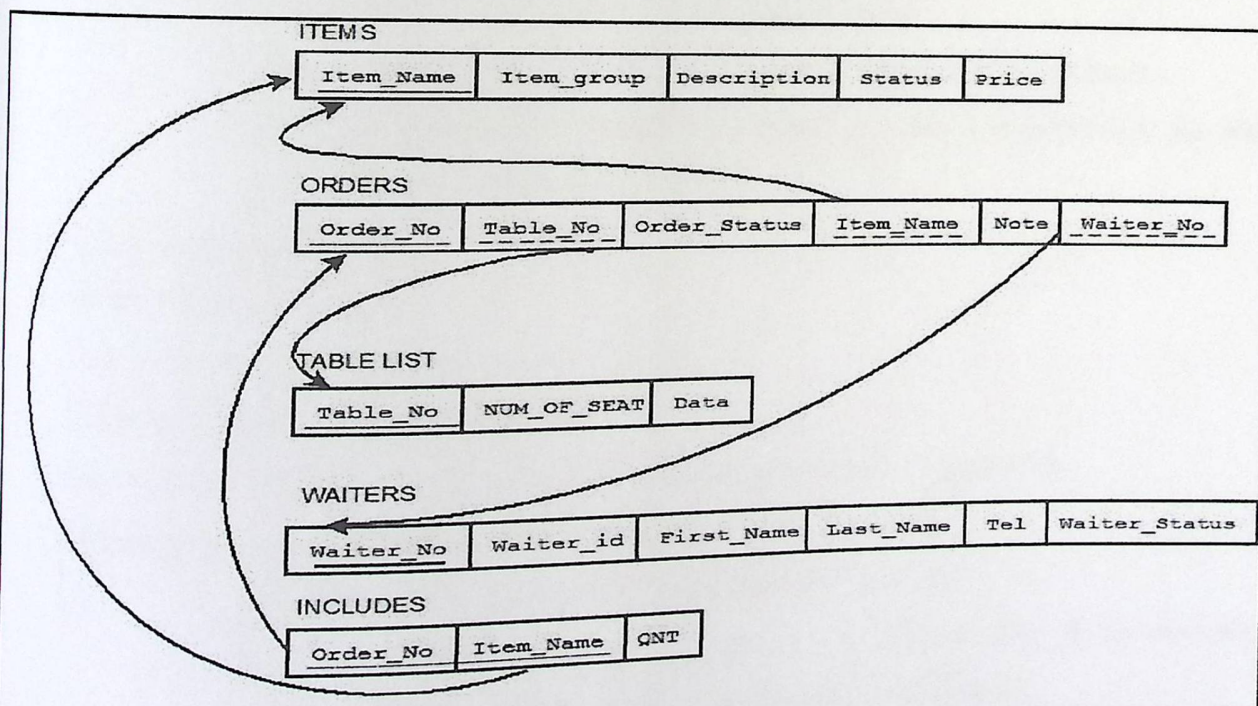 ITEMS
Item_Name Item_group Description Status Price
ORDERS
Order_No Table_No Order_Status Item_Name Note Waiter_No
TABLE LIST
Table_No NUM_OF_SEAT Data
WAITERS
Waiter_No Waiter_id First_Name Last_Name Tel Waiter_Status
INCLUDES
Order_No Item_Name QNT